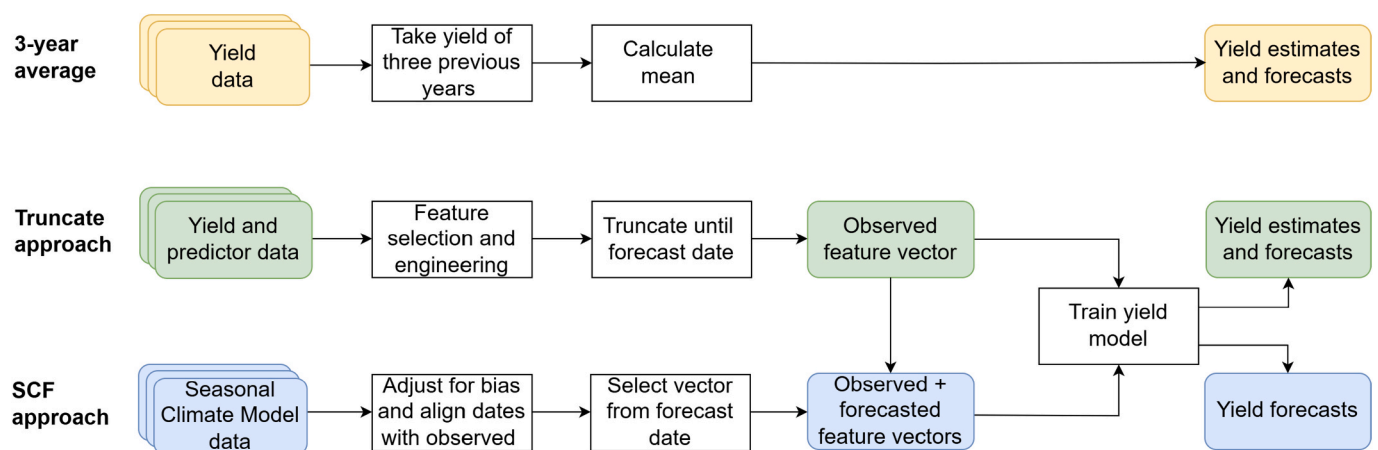 3-year
average
Yield
data
Take yield of
three previous
years
Calculate
mean
Yield estimates
and forecasts
Truncate
approach
Yield and
predictor data
Feature
selection and
engineering
Truncate until
forecast date
Observed
feature vector
Yield estimates
and forecasts
Train yield
model
SCF
approach
Seasonal
Climate Model
data
Adjust for bias
and align dates
with observed
Select vector
from forecast
date
Observed +
forecasted
feature vectors
Yield forecasts